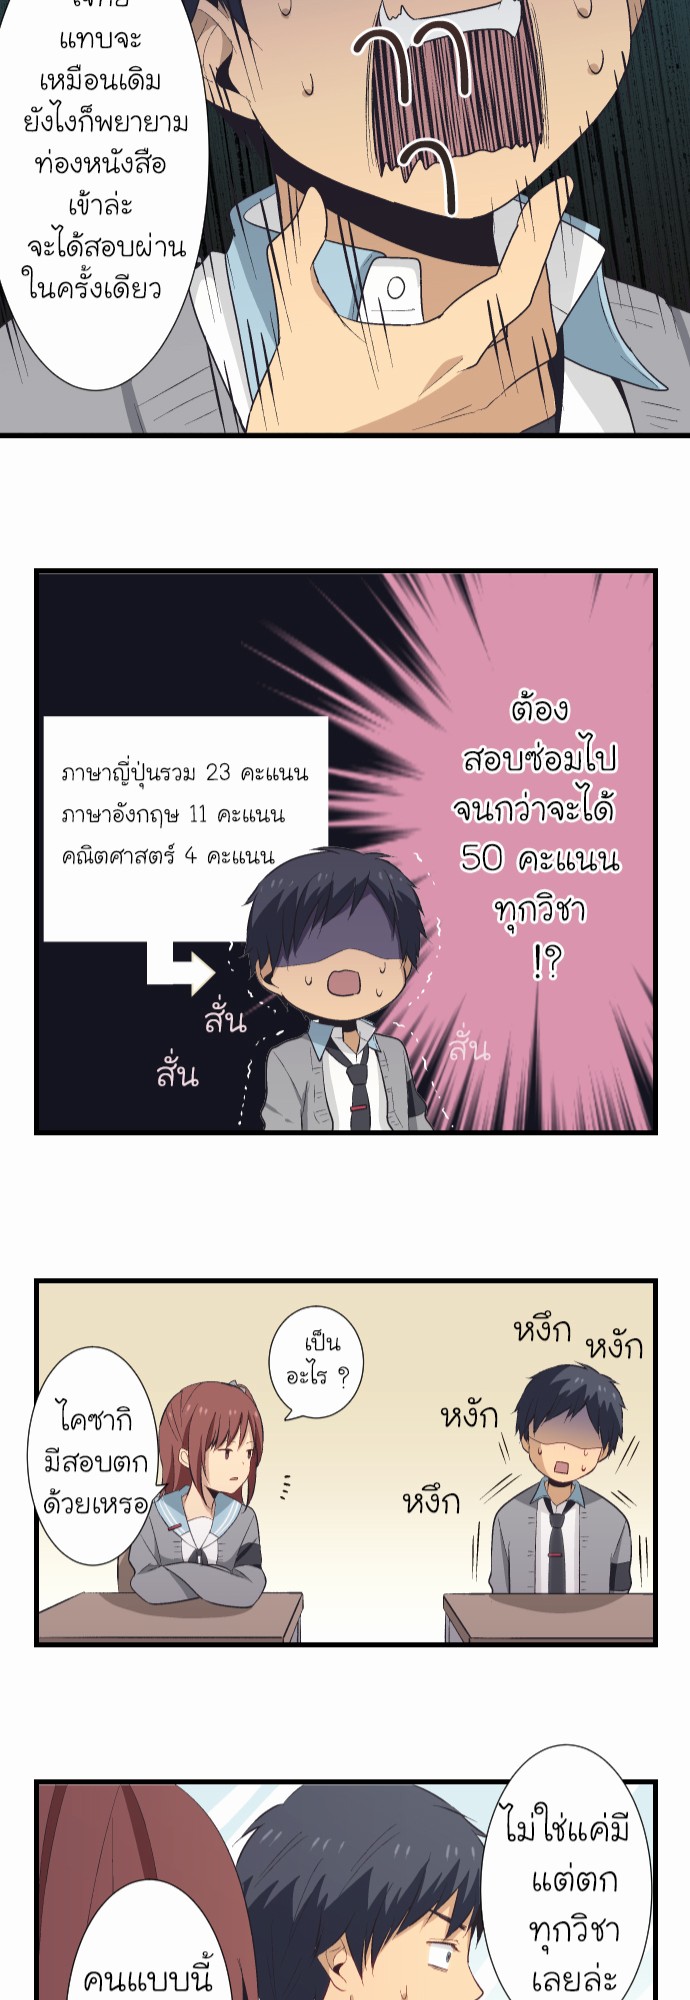 โจทย์
แทบจะ
เหมือนเดิม
ยังไงก็พยายาม
ท่องหนังสือ
เข้าล่ะ
จะได้สอบผ่าน
ในครั้งเดียว
ต้อง
สอบซ่อมไป
จนกว่าจะได้
50 คะแนน
ทุกวิชา
!?
ภาษาญี่ปุ่นรวม 23 คะแนน
ภาษาอังกฤษ 11 คะแนน
คณิตศาสตร์ 4 คะแนน
สั่น
สั่น
สั่น
เป็น
อะไร ?
ไคซากิ
มีสอบตก
ด้วยเหรอ
หงึก
หงัก
หงัก
หงึก
ไม่ใช่แค่มี
แต่ตก
ทุกวิชา
เลยล่ะ
คนแบบนี้